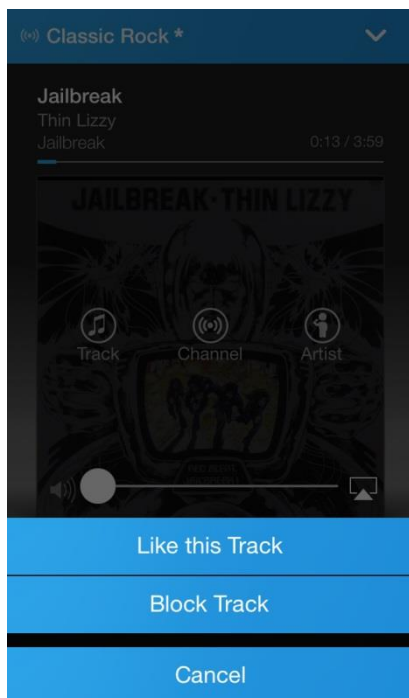 Classic Rock *
Jailbreak
Thin Lizzy
Jailbreak 0:13 / 3:59
JAILBREAK·THIN LIZZY
Track Channel Artist
Like this Track
Block Track
Cancel